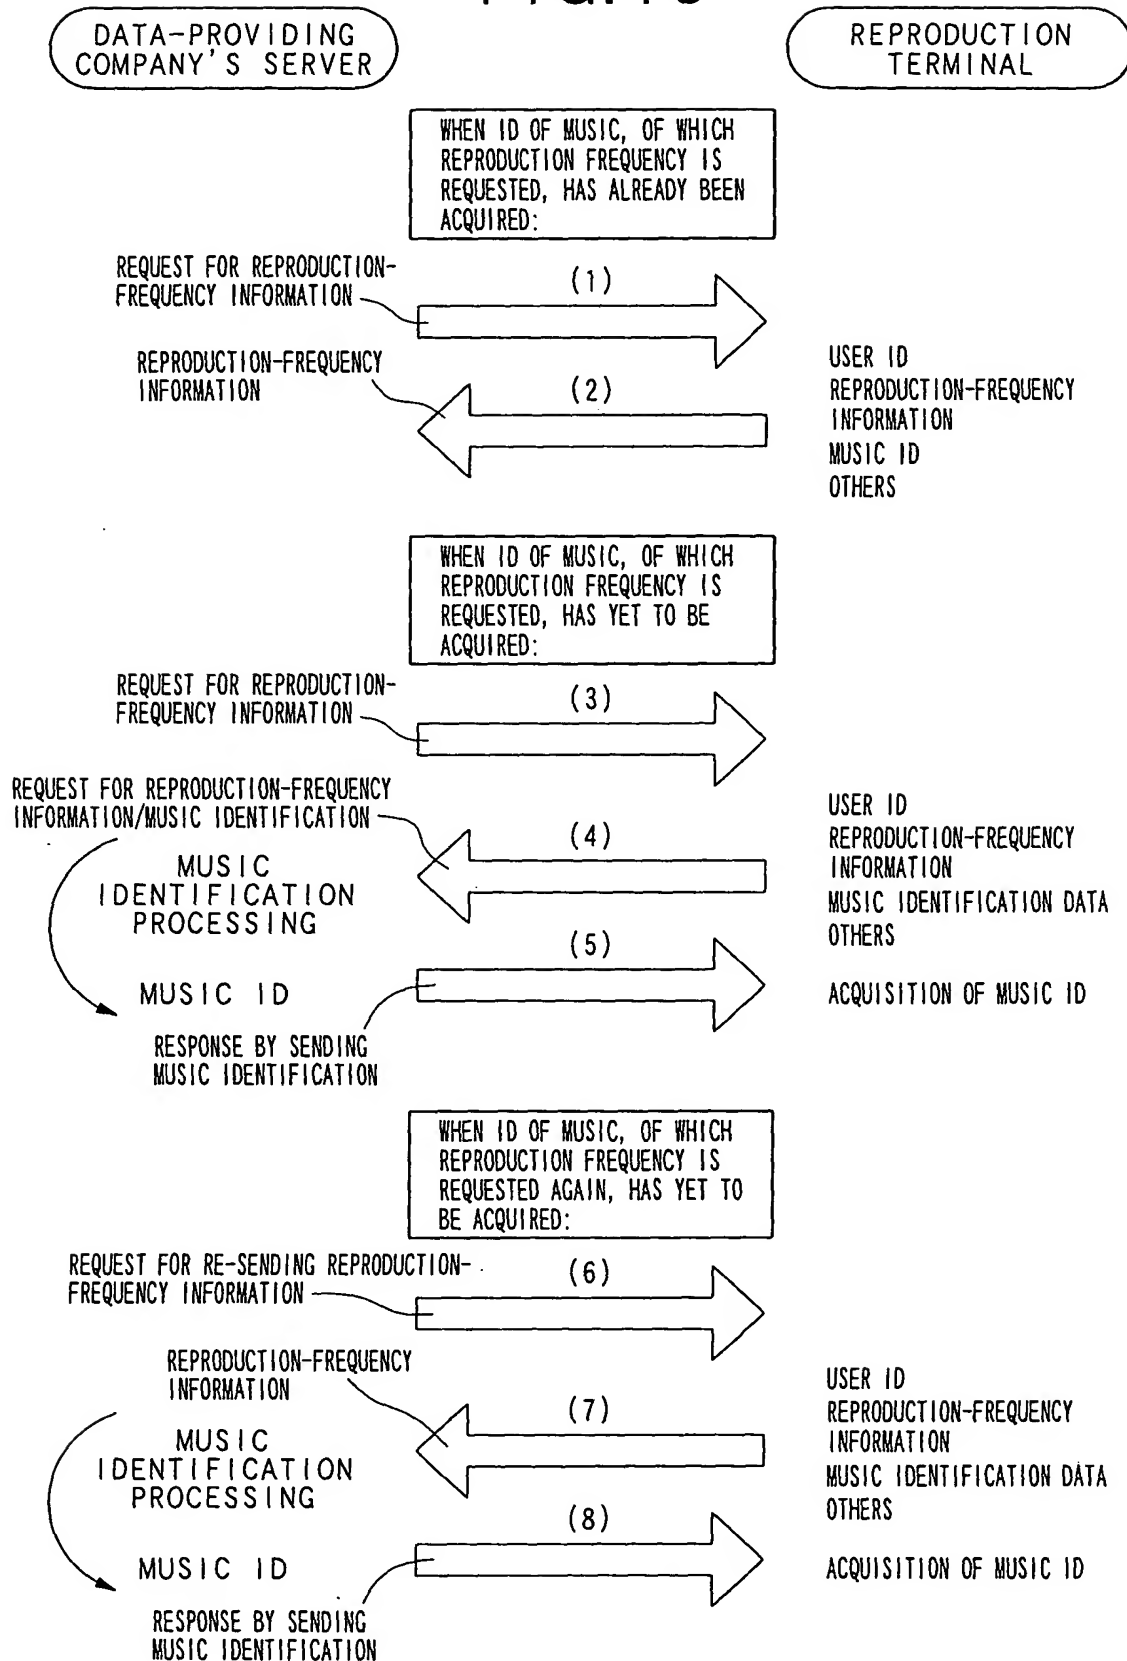 DATA-PROVIDING
COMPANY'S SERVER
REPRODUCTION
TERMINAL
WHEN ID OF MUSIC, OF WHICH
REPRODUCTION FREQUENCY IS
REQUESTED, HAS ALREADY BEEN
ACQUIRED:
REQUEST FOR REPRODUCTION-
FREQUENCY INFORMATION
(1)
REPRODUCTION-FREQUENCY
INFORMATION
(2)
USER ID
REPRODUCTION-FREQUENCY
INFORMATION
MUSIC ID
OTHERS
WHEN ID OF MUSIC, OF WHICH
REPRODUCTION FREQUENCY IS
REQUESTED, HAS YET TO BE
ACQUIRED:
REQUEST FOR REPRODUCTION-
FREQUENCY INFORMATION
(3)
REQUEST FOR REPRODUCTION-FREQUENCY
INFORMATION/MUSIC IDENTIFICATION
(4)
USER ID
REPRODUCTION-FREQUENCY
INFORMATION
MUSIC IDENTIFICATION DATA
OTHERS
MUSIC
IDENTIFICATION
PROCESSING
(5)
MUSIC ID
ACQUISITION OF MUSIC ID
RESPONSE BY SENDING
MUSIC IDENTIFICATION
WHEN ID OF MUSIC, OF WHICH
REPRODUCTION FREQUENCY IS
REQUESTED AGAIN, HAS YET TO
BE ACQUIRED:
REQUEST FOR RE-SENDING REPRODUCTION-
FREQUENCY INFORMATION
(6)
REPRODUCTION-FREQUENCY
INFORMATION
(7)
USER ID
REPRODUCTION-FREQUENCY
INFORMATION
MUSIC IDENTIFICATION DATA
OTHERS
MUSIC
IDENTIFICATION
PROCESSING
(8)
MUSIC ID
ACQUISITION OF MUSIC ID
RESPONSE BY SENDING
MUSIC IDENTIFICATION